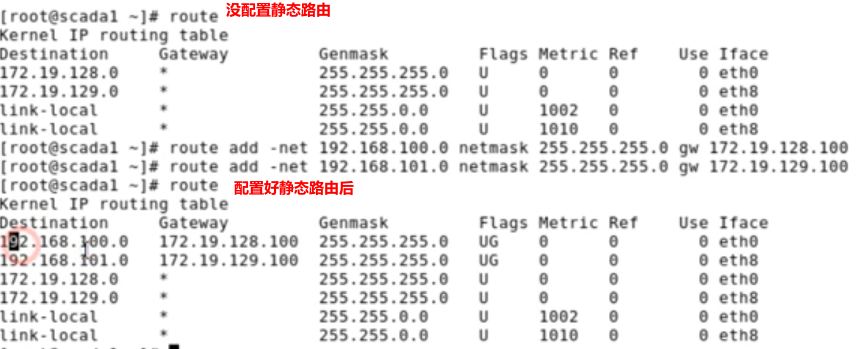 [root@scada1 ~]# route 没配置静态路由
Kernel IP routing table
Destination Gateway Genmask Flags Metric Ref Use Iface
172.19.128.0 * 255.255.255.0 U 0 0 0 eth0
172.19.129.0 * 255.255.255.0 U 0 0 0 eth8
link-local * 255.255.0.0 U 1002 0 0 eth0
link-local * 255.255.0.0 U 1010 0 0 eth8
[root@scada1 ~]# route add -net 192.168.100.0 netmask 255.255.255.0 gw 172.19.128.100
[root@scada1 ~]# route add -net 192.168.101.0 netmask 255.255.255.0 gw 172.19.129.100
[root@scada1 ~]# route 配置好静态路由后
Kernel IP routing table
Destination Gateway Genmask Flags Metric Ref Use Iface
192.168.100.0 172.19.128.100 255.255.255.0 UG 0 0 0 eth0
192.168.101.0 172.19.129.100 255.255.255.0 UG 0 0 0 eth8
172.19.128.0 * 255.255.255.0 U 0 0 0 eth0
172.19.129.0 * 255.255.255.0 U 0 0 0 eth8
link-local * 255.255.0.0 U 1002 0 0 eth0
link-local * 255.255.0.0 U 1010 0 0 eth8